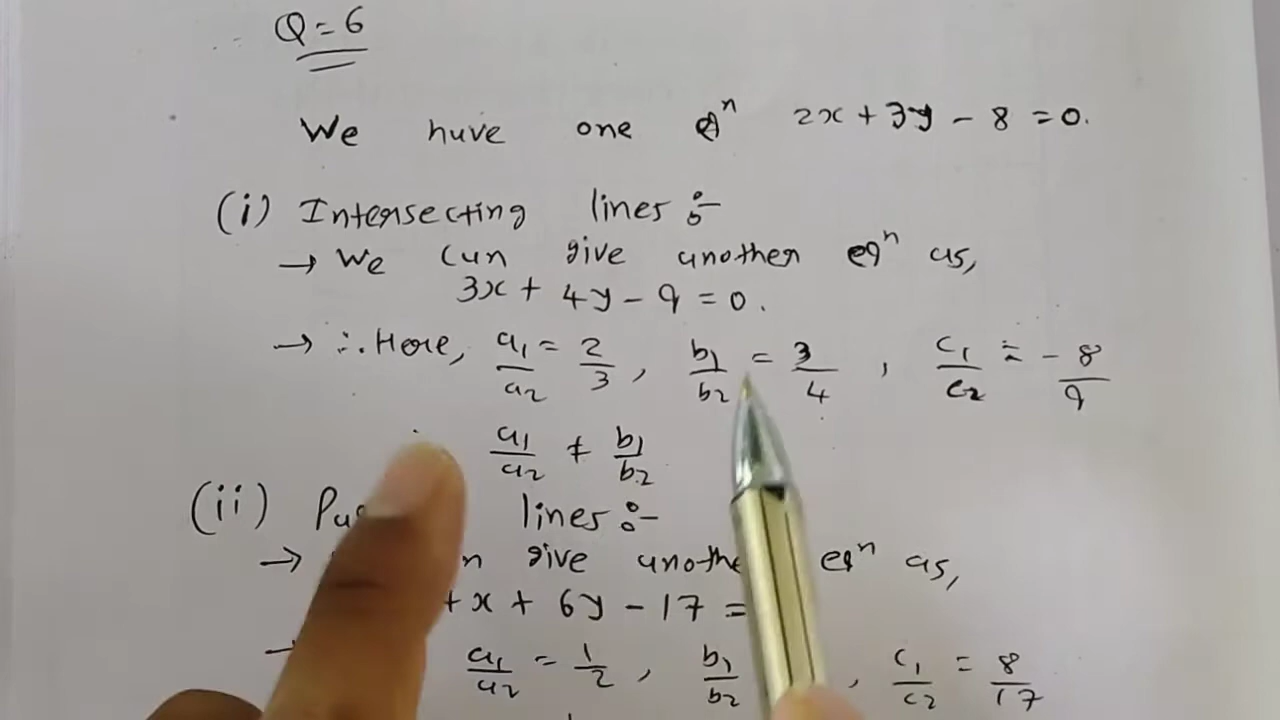 Q=6
We have one eqn 2x + 3y - 8 = 0.
(i) Intersecting lines :-
→ We can give another eqn as,
3x + 4y - 9 = 0.
→ ∴ Here, a1/a2 = 2/3, b1/b2 = 3/4, c1/c2 = -8/9
a1/a2 ≠ b1/b2
(ii) lines :-
→ give another eqn as,
x + 6y - 17 =
→ a1/a2 = 1/2, b1/b2 , c1/c2 = 8/17